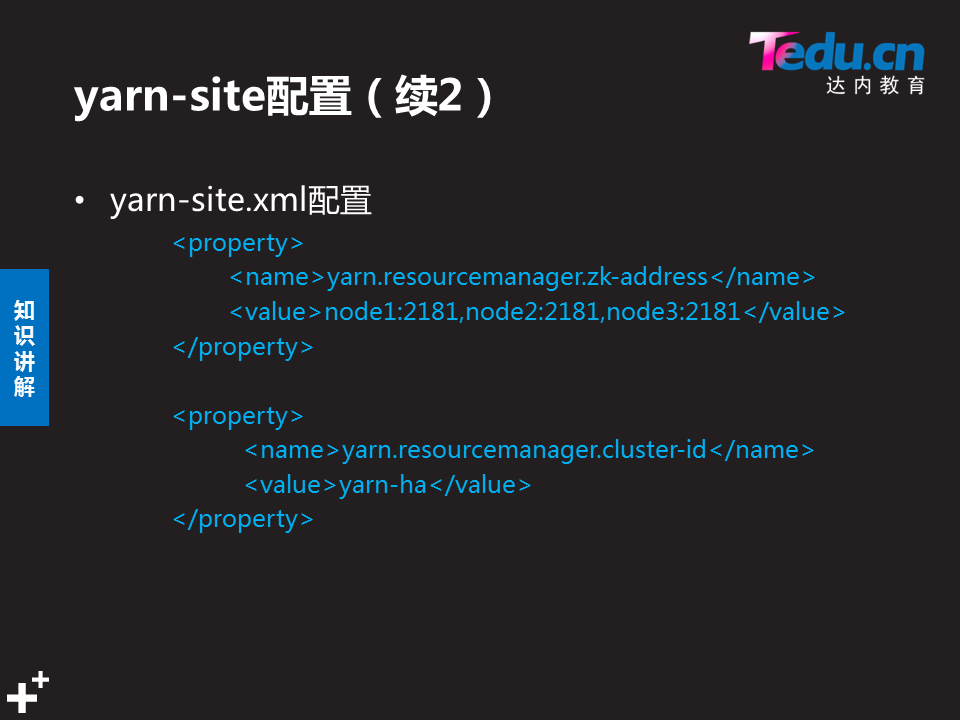 Tedu.cn
达内教育
yarn-site配置（续2）
• yarn-site.xml配置
<property>
<name>yarn.resourcemanager.zk-address</name>
<value>node1:2181,node2:2181,node3:2181</value>
</property>
<property>
<name>yarn.resourcemanager.cluster-id</name>
<value>yarn-ha</value>
</property>
知
识
讲
解